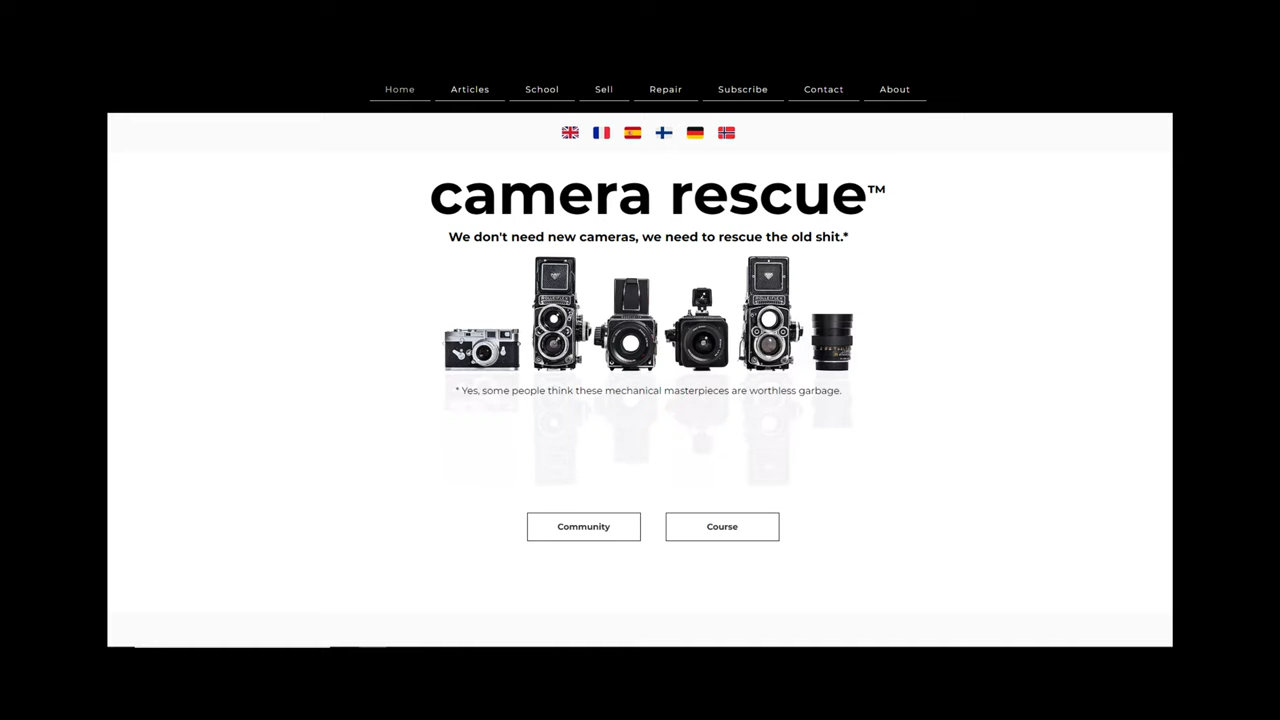 Home Articles School Sell Repair Subscribe Contact About
camera rescue™
We don't need new cameras, we need to rescue the old shit.*
* Yes, some people think these mechanical masterpieces are worthless garbage.
Community Course